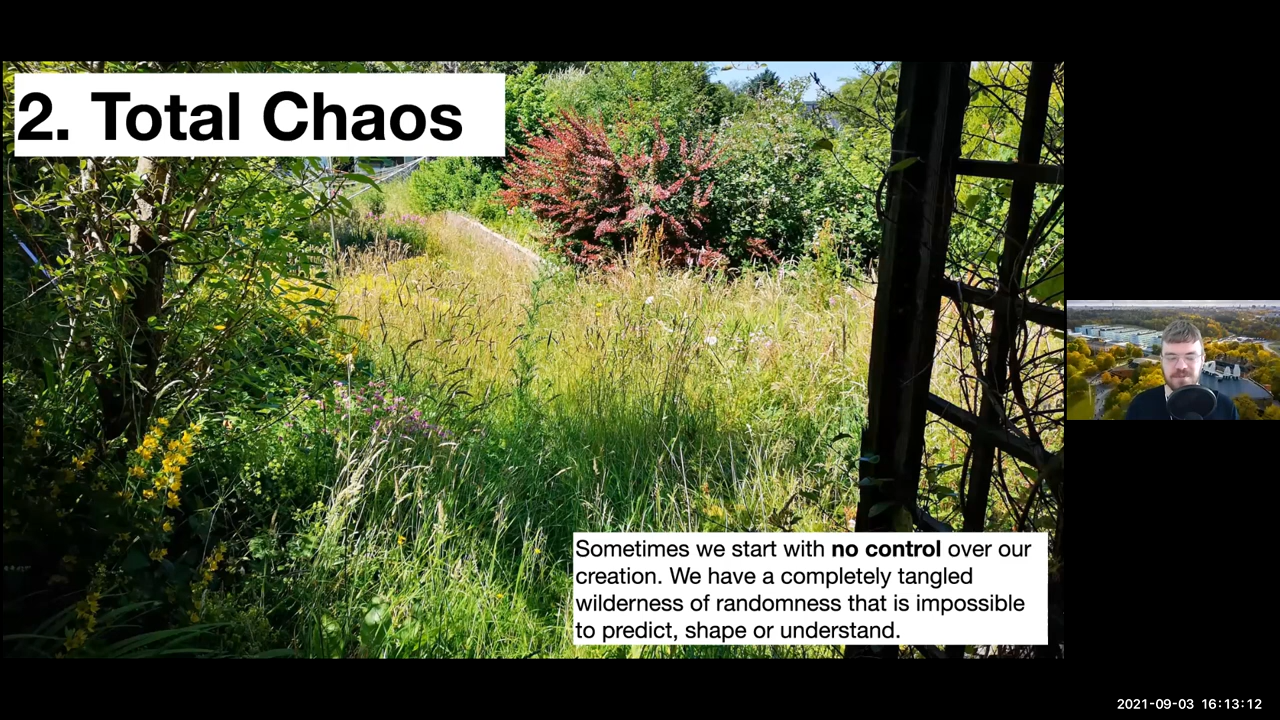 2. Total Chaos
Sometimes we start with no control over our
creation. We have a completely tangled
wilderness of randomness that is impossible
to predict, shape or understand.
2021-09-03 16:13:12